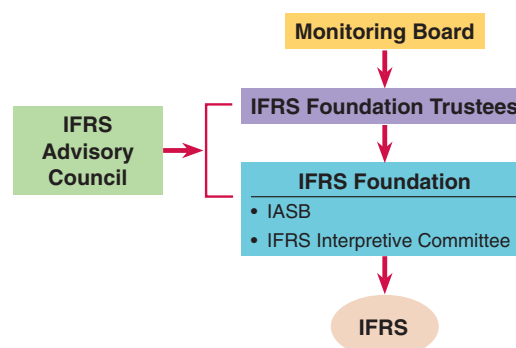 Monitoring Board
IFRS Foundation Trustees
IFRS
Advisory
Council
IFRS Foundation
• IASB
• IFRS Interpretive Committee
IFRS